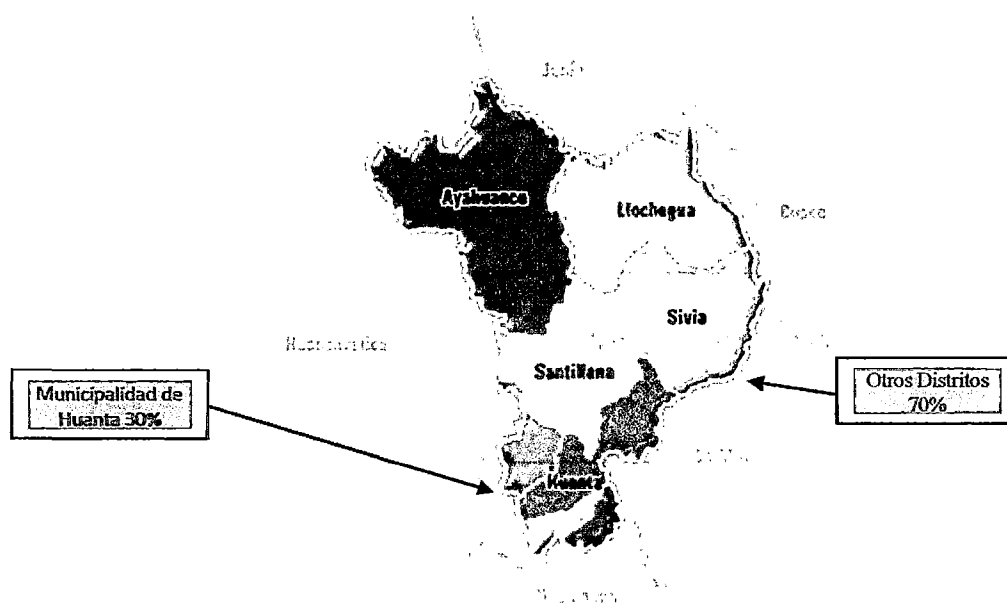 Junín
Ayahuanco
Llochegua
Cusco
Sivia
Huancavelica
Santillana
Municipalidad de
Huanta 30%
Otros Distritos
70%
Huanta